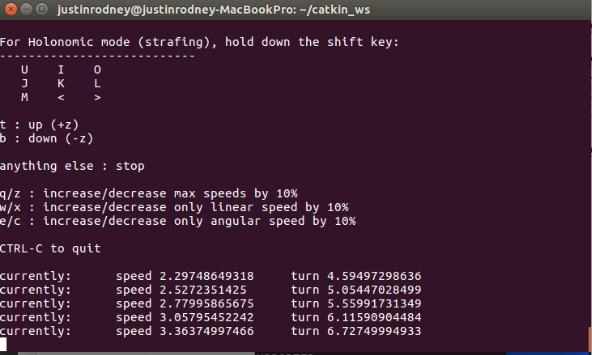 justinrodney@justinrodney-MacBookPro: ~/catkin_ws
For Holonomic mode (strafing), hold down the shift key:
---------------------------
U I O
J K L
M < >
t : up (+z)
b : down (-z)
anything else : stop
q/z : increase/decrease max speeds by 10%
w/x : increase/decrease only linear speed by 10%
e/c : increase/decrease only angular speed by 10%
CTRL-C to quit
currently: speed 2.29748649318 turn 4.59497298636
currently: speed 2.5272351425 turn 5.05447028499
currently: speed 2.77995865675 turn 5.55991731349
currently: speed 3.05795452242 turn 6.11590904484
currently: speed 3.36374997466 turn 6.72749994933